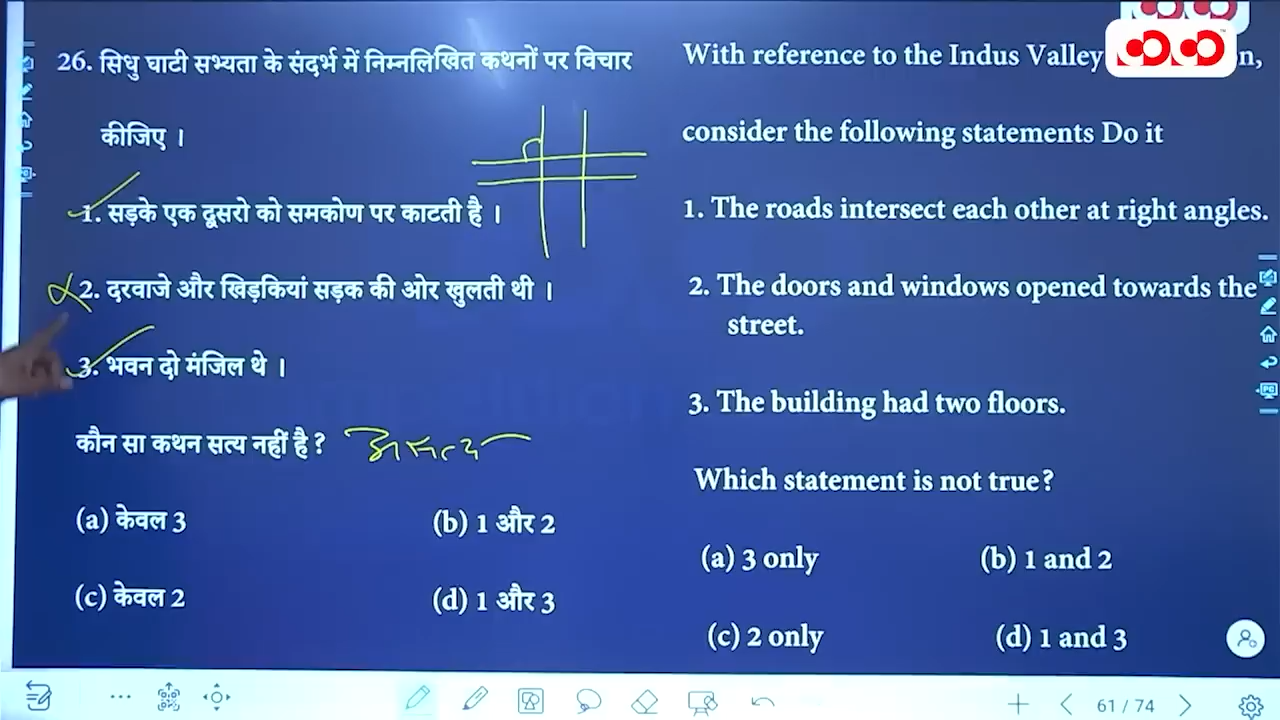 26. सिधु घाटी सभ्यता के संदर्भ में निम्नलिखित कथनों पर विचार
कीजिए ।
1. सड़के एक दूसरो को समकोण पर काटती है ।
2. दरवाजे और खिड़कियां सड़क की ओर खुलती थी ।
3. भवन दो मंजिल थे ।
कौन सा कथन सत्य नहीं है ? असत्य
(a) केवल 3
(b) 1 और 2
(c) केवल 2
(d) 1 और 3
With reference to the Indus Valley n,
consider the following statements Do it
1. The roads intersect each other at right angles.
2. The doors and windows opened towards the
street.
3. The building had two floors.
Which statement is not true?
(a) 3 only
(b) 1 and 2
(c) 2 only
(d) 1 and 3
61 / 74